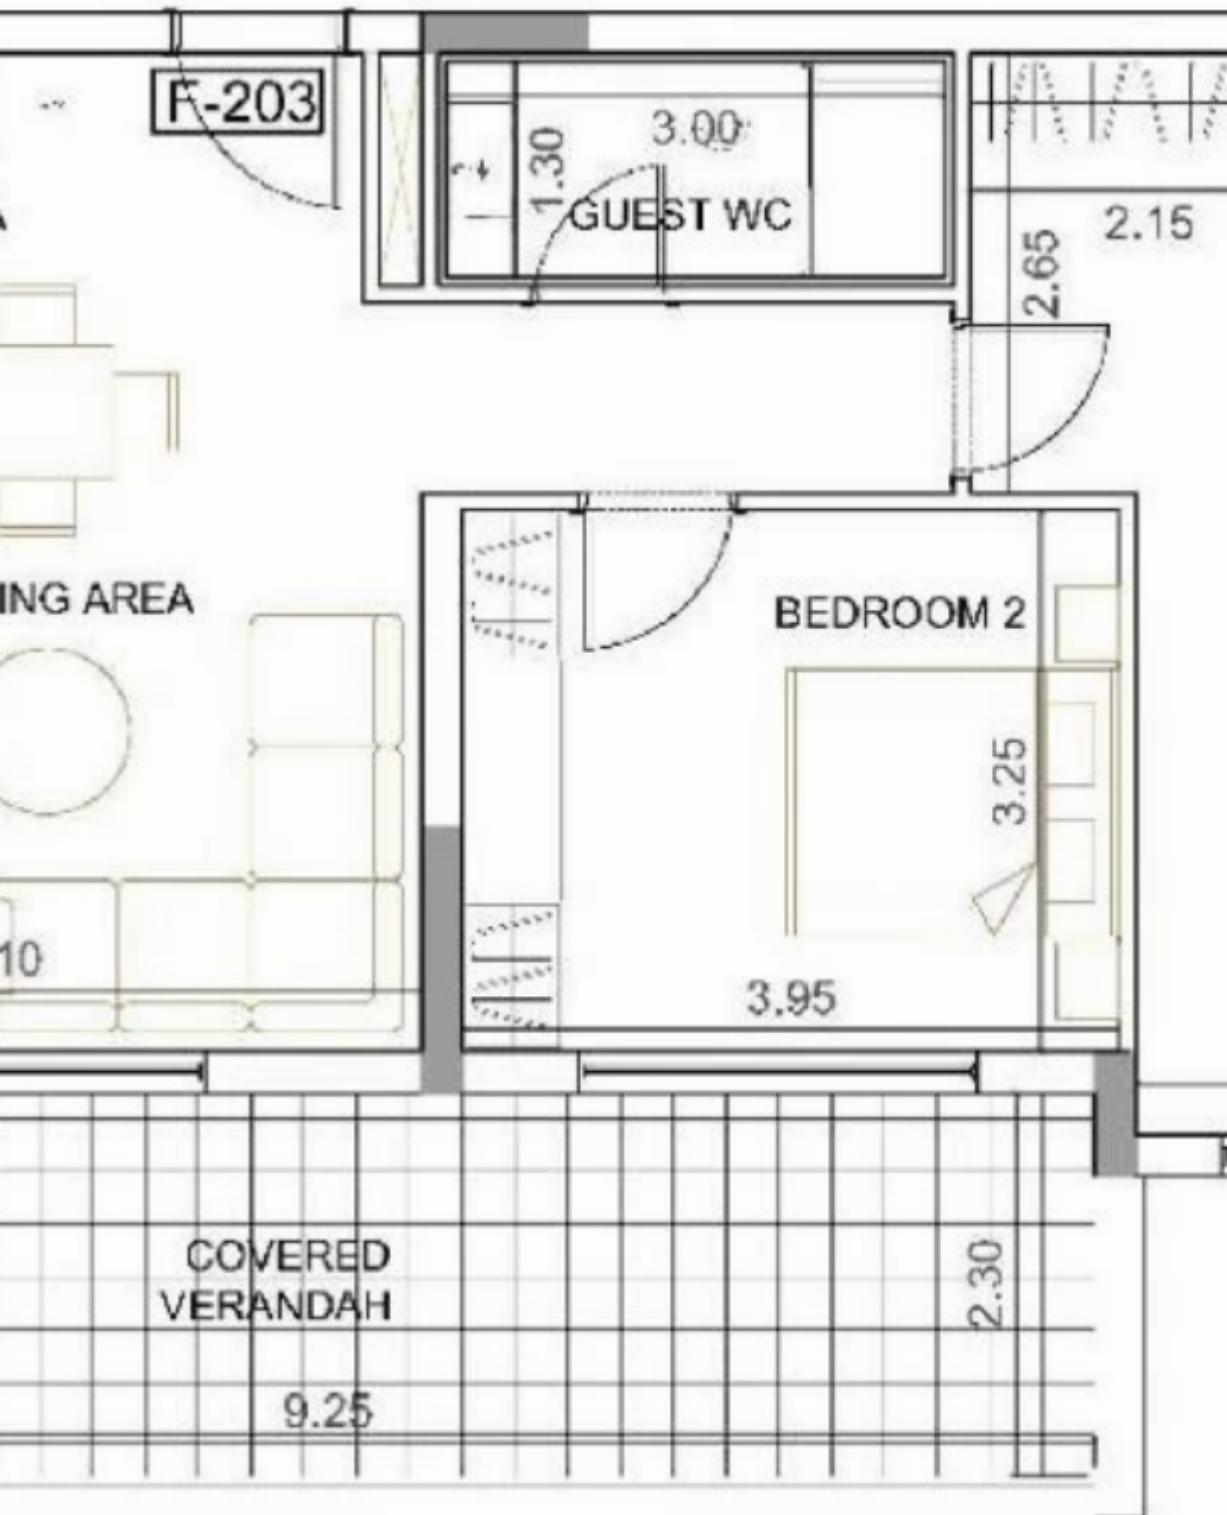 F-203
3.00
1.30
GUEST WC
A
2.15
2.65
ING AREA
BEDROOM 2
3.25
10
3.95
COVERED
VERANDAH
2.30
9.25